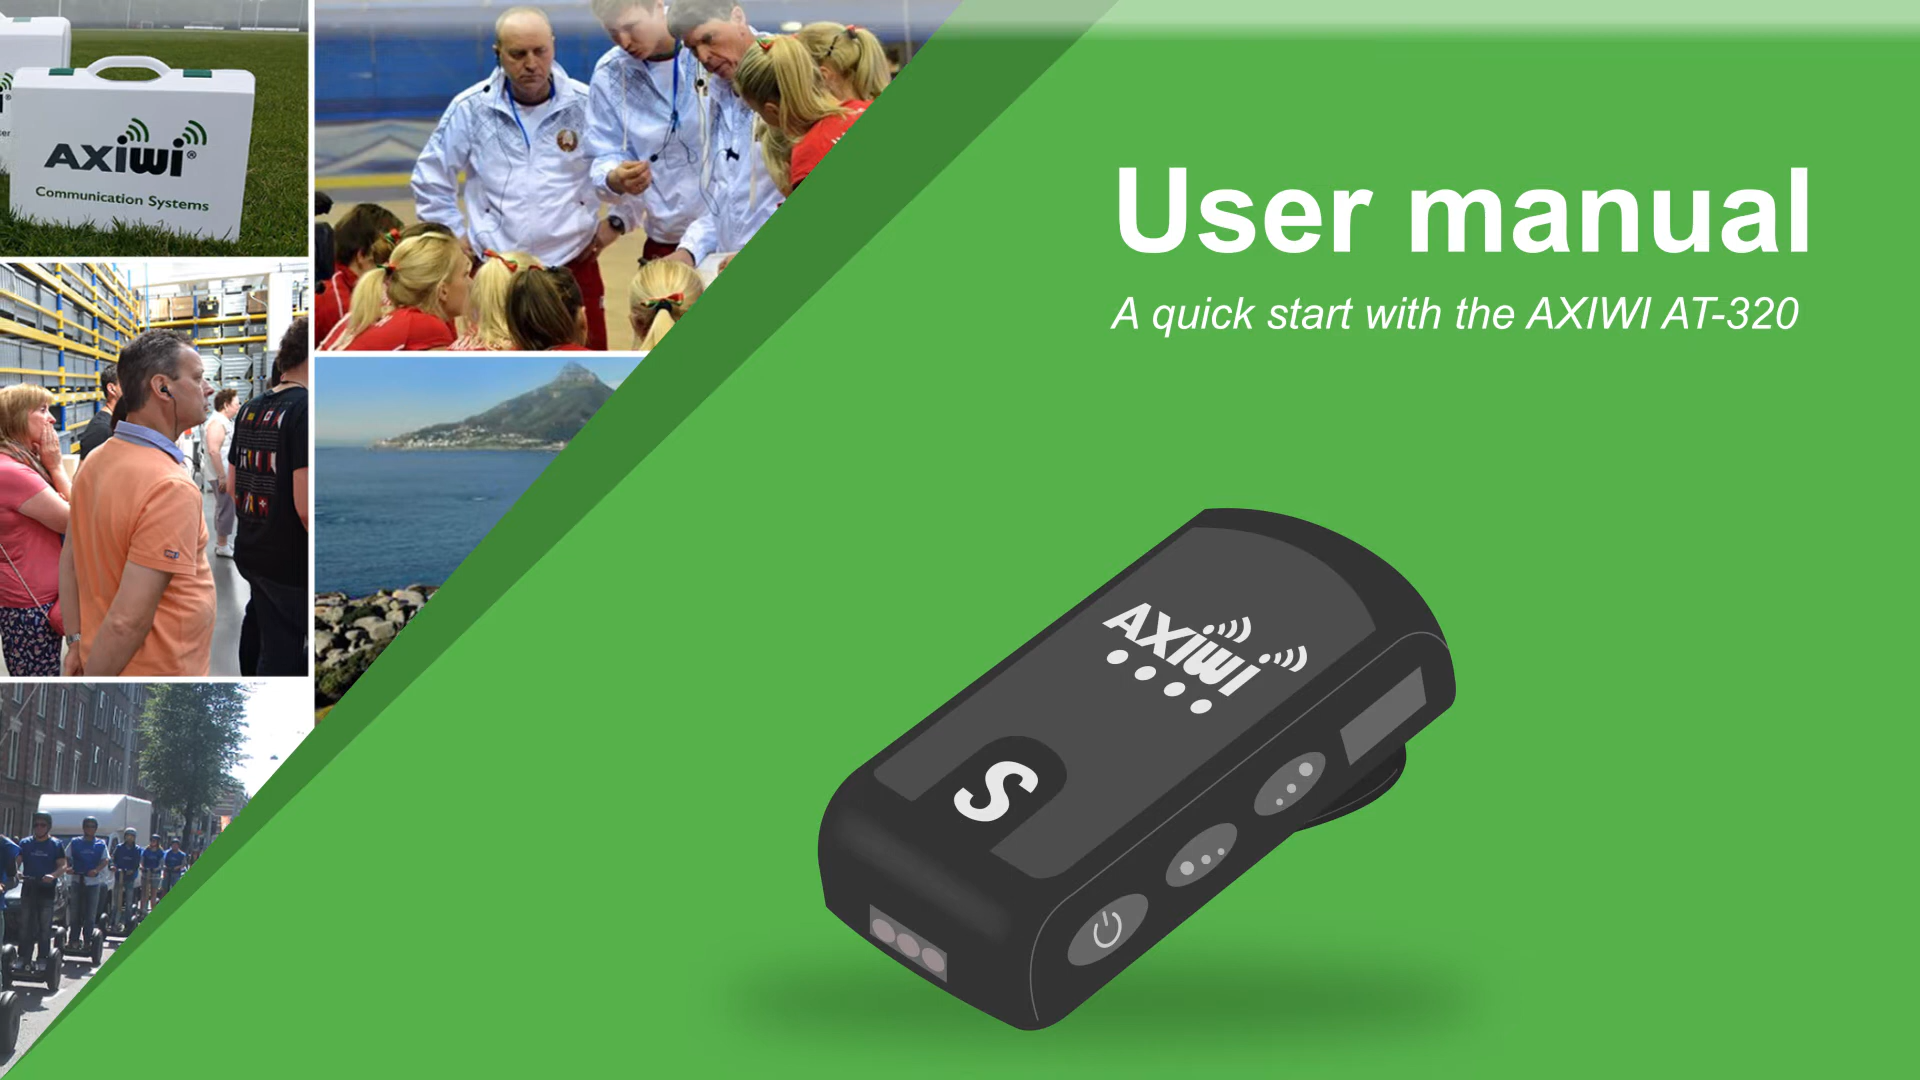 AXIWI®
Communication Systems
User manual
A quick start with the AXIWI AT-320
AXIWI
S